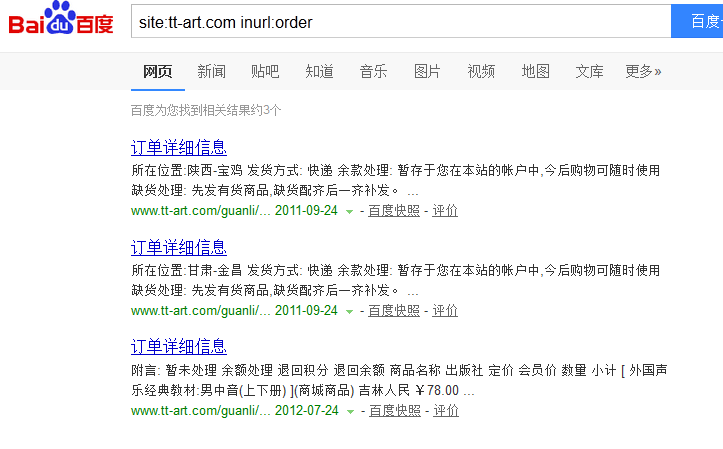 Bai du 百度
site:tt-art.com inurl:order
百度
网页 新闻 贴吧 知道 音乐 图片 视频 地图 文库 更多»
百度为您找到相关结果约3个
订单详细信息
所在位置:陕西-宝鸡 发货方式: 快递 余款处理: 暂存于您在本站的帐户中,今后购物可随时使用
缺货处理: 先发有货商品,缺货配齐后一齐补发。 ...
www.tt-art.com/guanli/... 2011-09-24 - 百度快照 - 评价
订单详细信息
所在位置:甘肃-金昌 发货方式: 快递 余款处理: 暂存于您在本站的帐户中,今后购物可随时使用
缺货处理: 先发有货商品,缺货配齐后一齐补发。 ...
www.tt-art.com/guanli/... 2011-09-24 - 百度快照 - 评价
订单详细信息
附言: 暂未处理 余额处理 退回积分 退回余额 商品名称 出版社 定价 会员价 数量 小计 [ 外国声
乐经典教材:男中音(上下册) ](商城商品) 吉林人民 ￥78.00 ...
www.tt-art.com/guanli/... 2012-07-24 - 百度快照 - 评价